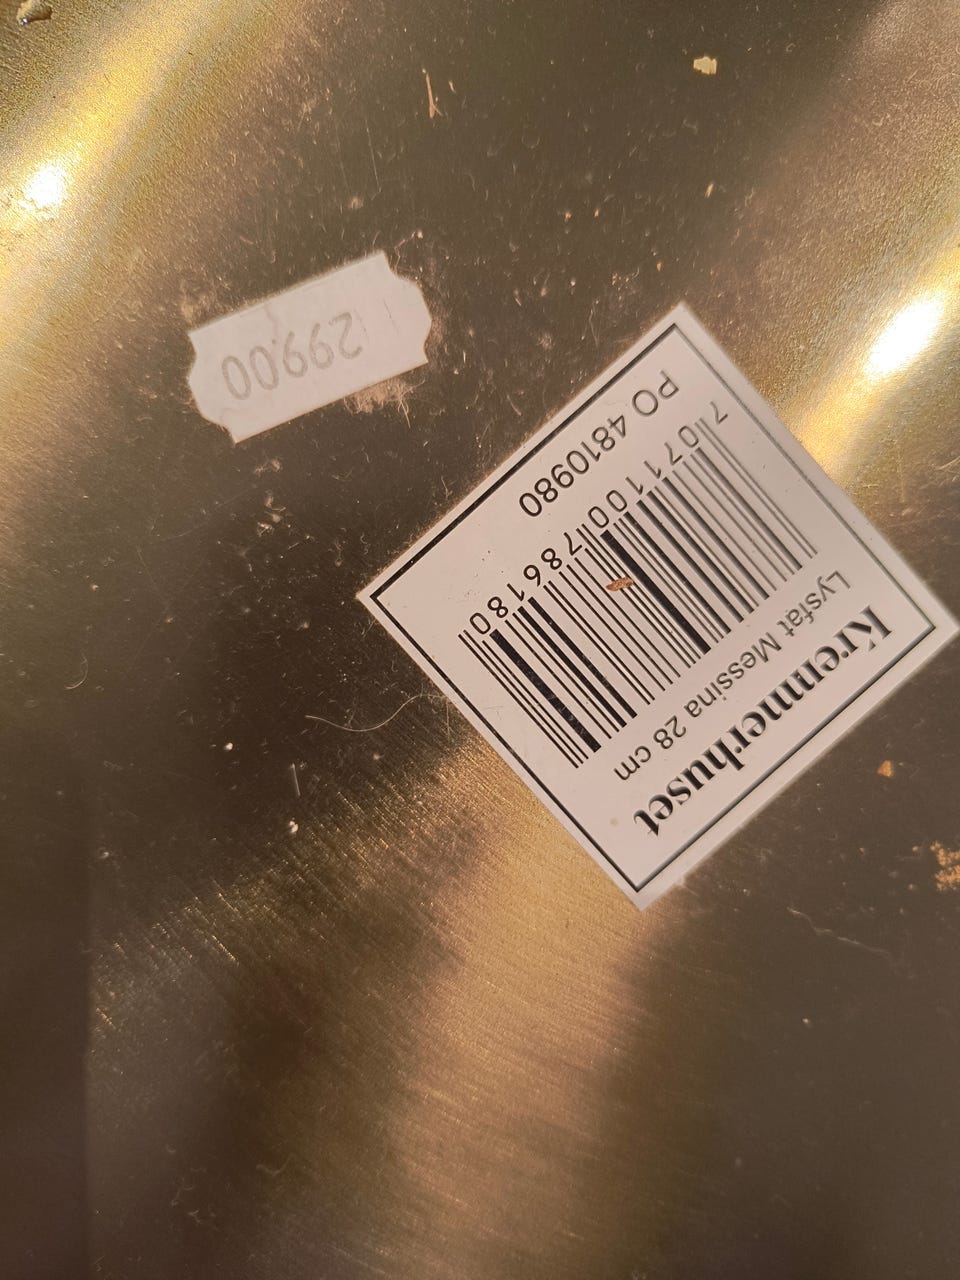 Kremmerhuset
Lysfat Messina 28 cm
7 071100 786180
PO 4810980
299.00